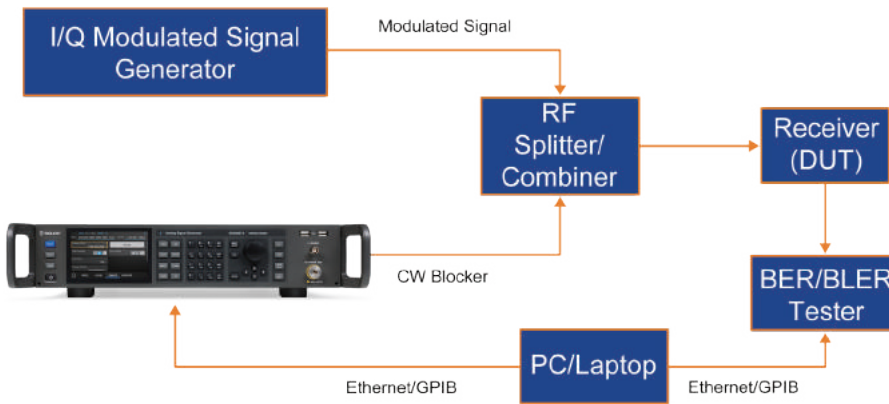 I/Q Modulated Signal
Generator
Modulated Signal
RF
Splitter/
Combiner
Receiver
(DUT)
CW Blocker
BER/BLER
Tester
PC/Laptop
Ethernet/GPIB
Ethernet/GPIB